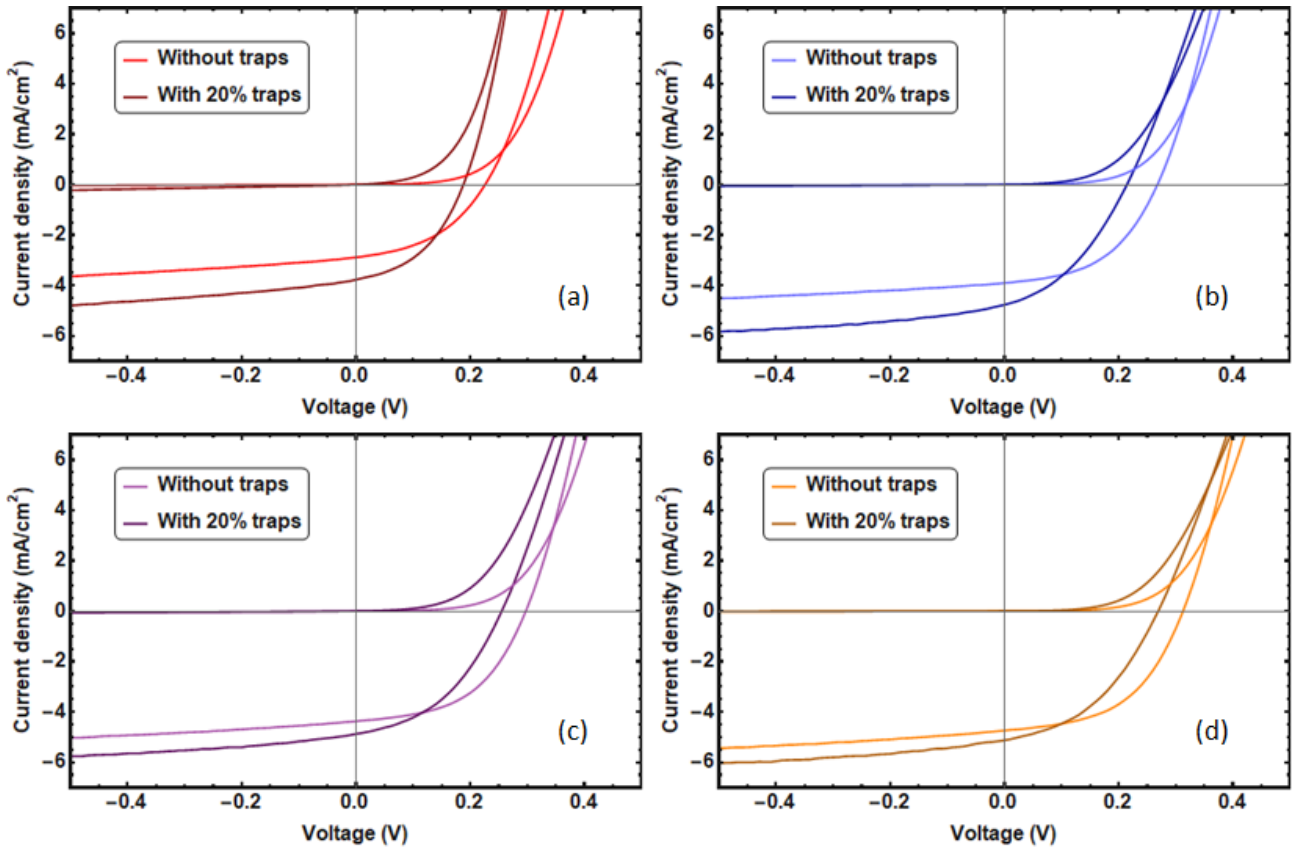 6
4
2
0
−2
−4
−6
Current density (mA/cm²)
Without traps
With 20% traps
(a)
−0.4 −0.2 0.0 0.2 0.4
Voltage (V)
6
4
2
0
−2
−4
−6
Current density (mA/cm²)
Without traps
With 20% traps
(b)
−0.4 −0.2 0.0 0.2 0.4
Voltage (V)
6
4
2
0
−2
−4
−6
Current density (mA/cm²)
Without traps
With 20% traps
(c)
−0.4 −0.2 0.0 0.2 0.4
Voltage (V)
6
4
2
0
−2
−4
−6
Current density (mA/cm²)
Without traps
With 20% traps
(d)
−0.4 −0.2 0.0 0.2 0.4
Voltage (V)